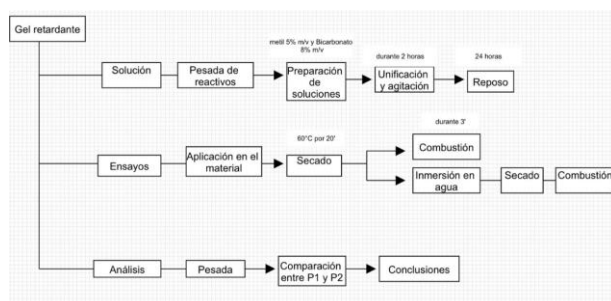 Gel retardante
metil 5% m/v y Bicarbonato
8% m/v
durante 2 horas
24 horas
Solución
Pesada de
reactivos
Preparación
de
soluciones
Unificación
y agitación
Reposo
durante 3'
60°C por 20'
Combustión
Ensayos
Aplicación en el
material
Secado
Inmersión en
agua
Secado
Combustión
Análisis
Pesada
Comparación
entre P1 y P2
Conclusiones